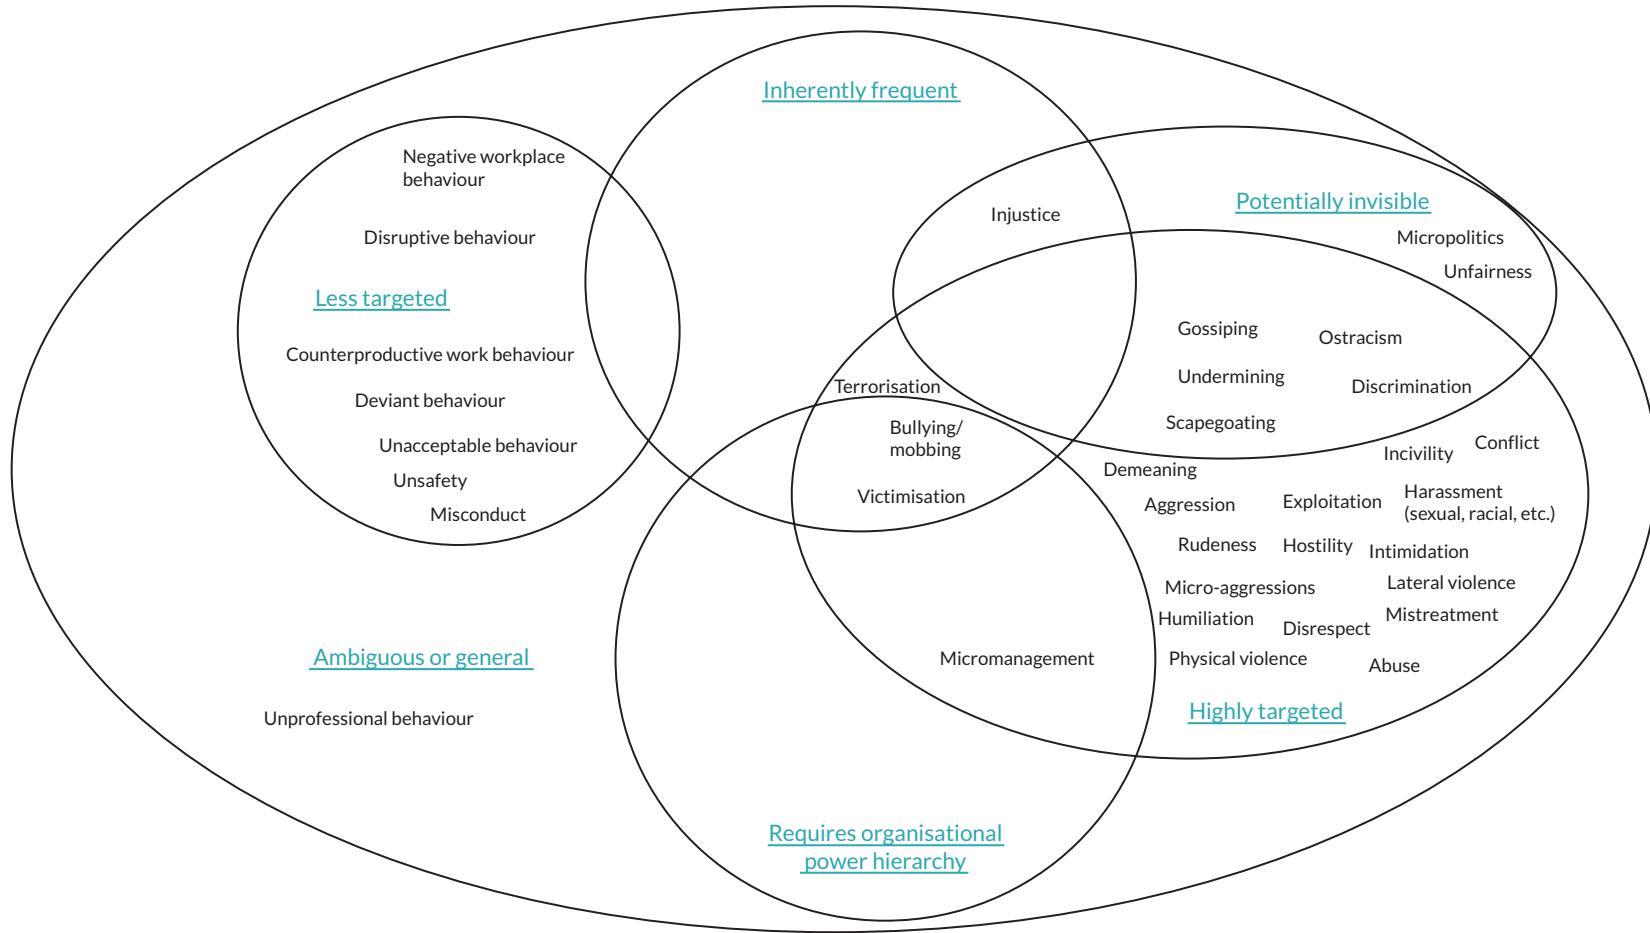 Inherently frequent
Negative workplace
behaviour
Disruptive behaviour
Less targeted
Counterproductive work behaviour
Deviant behaviour
Unacceptable behaviour
Unsafety
Misconduct
Injustice
Potentially invisible
Micropolitics
Unfairness
Gossiping
Ostracism
Undermining
Discrimination
Scapegoating
Terrorisation
Bullying/
mobbing
Victimisation
Demeaning
Incivility
Conflict
Aggression
Exploitation
Harassment
(sexual, racial, etc.)
Rudeness
Hostility
Intimidation
Micro-aggressions
Lateral violence
Humiliation
Disrespect
Mistreatment
Micromanagement
Physical violence
Abuse
Highly targeted
Ambiguous or general
Unprofessional behaviour
Requires organisational
power hierarchy